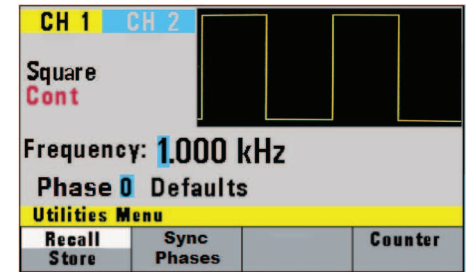 CH 1 CH 2
Square
Cont
Frequency: 1.000 kHz
Phase 0 Defaults
Utilities Menu
Recall Sync Counter
Store Phases